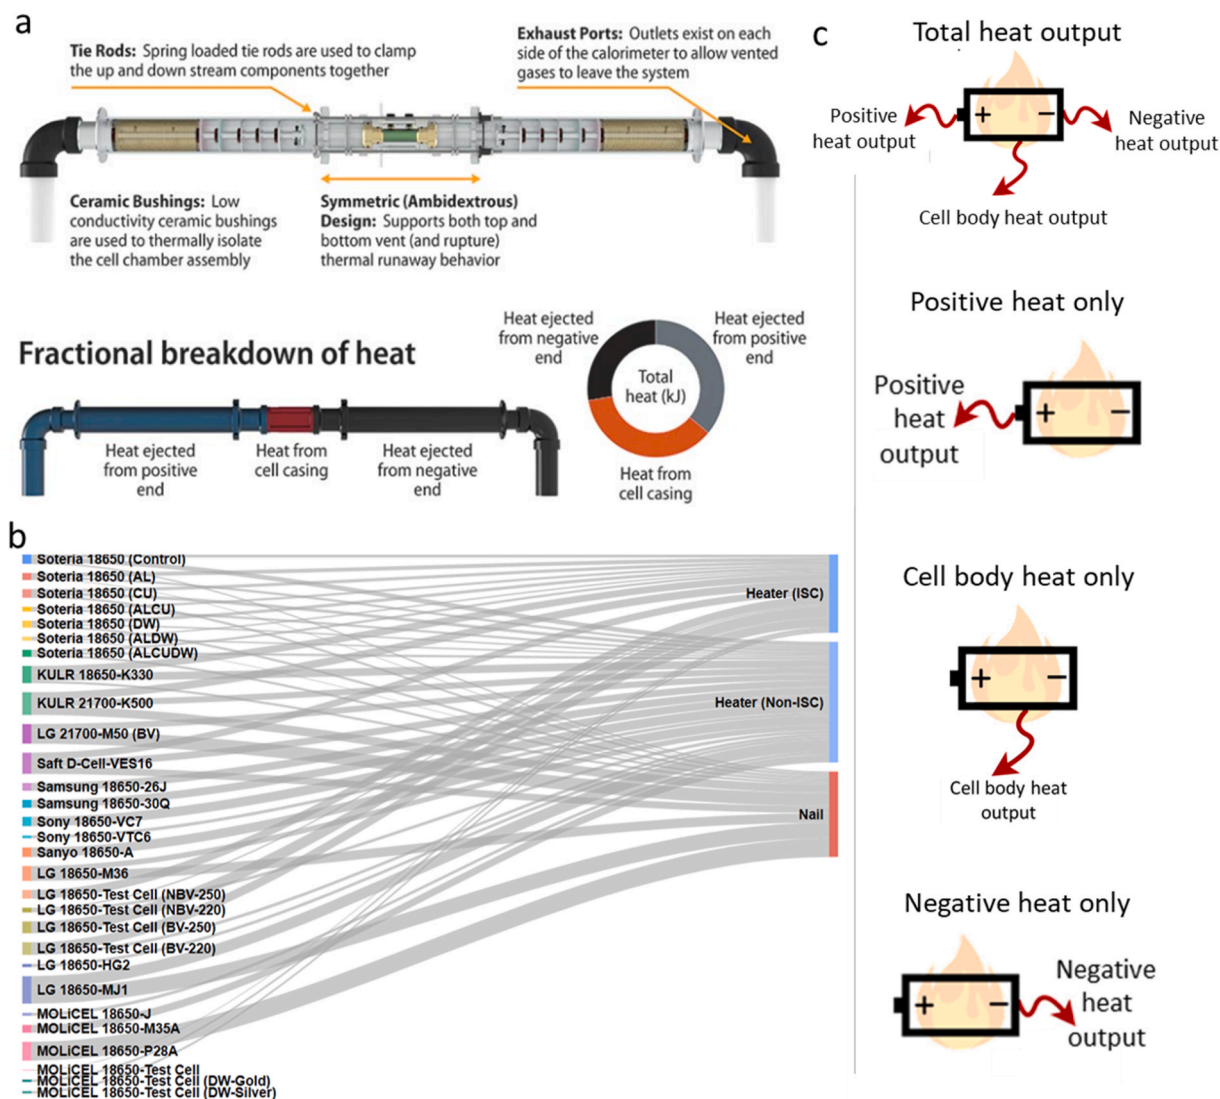 a
Tie Rods: Spring loaded tie rods are used to clamp
the up and down stream components together
Exhaust Ports: Outlets exist on each
side of the calorimeter to allow vented
gases to leave the system
Ceramic Bushings: Low
conductivity ceramic bushings
are used to thermally isolate
the cell chamber assembly
Symmetric (Ambidextrous)
Design: Supports both top and
bottom vent (and rupture)
thermal runaway behavior
Fractional breakdown of heat
Heat ejected
from positive
end
Heat from
cell casing
Heat ejected
from negative
end
Heat ejected
from negative
end
Heat ejected
from positive
end
Total
heat (kJ)
Heat from
cell casing
b
Soteria 18650 (Control)
Soteria 18650 (AL)
Soteria 18650 (CU)
Soteria 18650 (ALCU)
Soteria 18650 (DW)
Soteria 18650 (ALDW)
Soteria 18650 (ALCUDW)
KULR 18650-K330
KULR 21700-K500
LG 21700-M50 (BV)
Saft D-Cell-VES16
Samsung 18650-26J
Samsung 18650-30Q
Sony 18650-VC7
Sony 18650-VTC6
Sanyo 18650-A
LG 18650-M36
LG 18650-Test Cell (NBV-250)
LG 18650-Test Cell (NBV-220)
LG 18650-Test Cell (BV-250)
LG 18650-Test Cell (BV-220)
LG 18650-HG2
LG 18650-MJ1
MOLiCEL 18650-J
MOLiCEL 18650-M35A
MOLiCEL 18650-P28A
MOLiCEL 18650-Test Cell
MOLiCEL 18650-Test Cell (DW-Gold)
MOLiCEL 18650-Test Cell (DW-Silver)
Heater (ISC)
Heater (Non-ISC)
Nail
c
Total heat output
Positive
heat output
+ −
Negative
heat output
Cell body heat output
Positive heat only
Positive
heat
output
+ −
Cell body heat only
+ −
Cell body heat
output
Negative heat only
+ −
Negative
heat
output